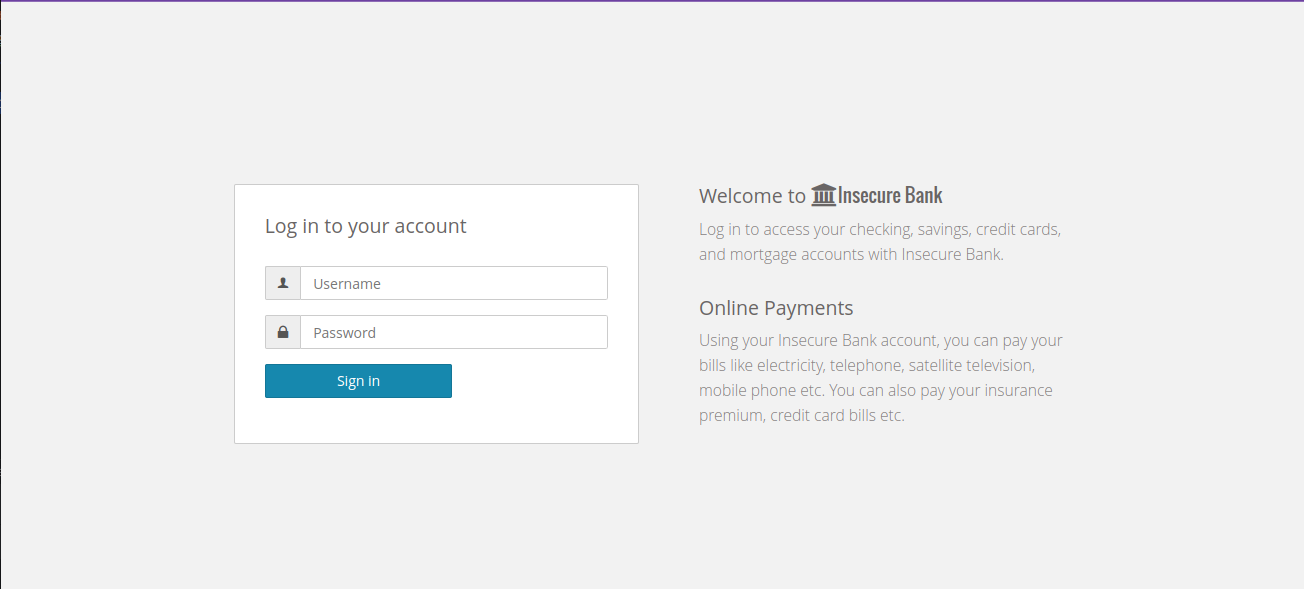 Log in to your account
Username
Password
Sign In
Welcome to Insecure Bank
Log in to access your checking, savings, credit cards,
and mortgage accounts with Insecure Bank.
Online Payments
Using your Insecure Bank account, you can pay your
bills like electricity, telephone, satellite television,
mobile phone etc. You can also pay your insurance
premium, credit card bills etc.